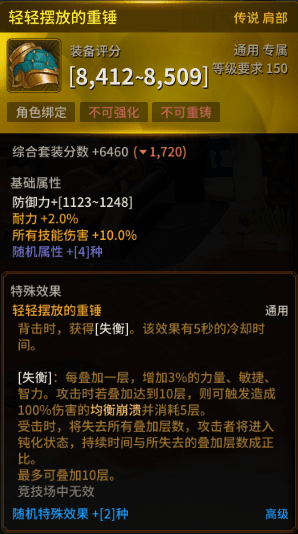 轻轻摆放的重锤 传说 肩部
装备评分 通用 专属
[8,412~8,509] 等级要求 150
角色绑定 不可强化 不可重铸
综合套装分数 +6460 (▼1,720)
基础属性
防御力+[1123~1248]
耐力 +2.0%
所有技能伤害 +10.0%
随机属性 +[4]种
特殊效果
轻轻摆放的重锤 通用
背击时，获得[失衡]。该效果有5秒的冷却时
间。
[失衡]：每叠加一层，增加3%的力量、敏捷、
智力。攻击时若叠加达到10层，则可触发造成
100%伤害的均衡崩溃并消耗5层。
受击时，将失去所有叠加层数，攻击者将进入
钝化状态，持续时间与所失去的叠加层数成正
比。
最多可叠加10层。
竞技场中无效
随机特殊效果 +[2]种 高级